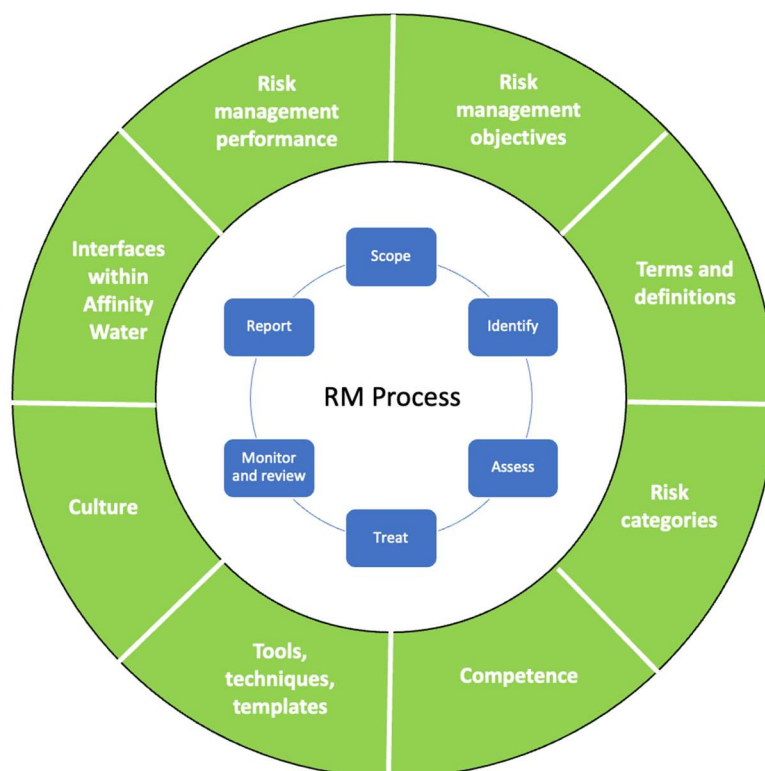 Risk
management
performance
Risk
management
objectives
Interfaces
within
Affinity
Water
Terms and
definitions
Scope
Report
Identify
RM Process
Monitor
and review
Assess
Treat
Culture
Risk
categories
Tools,
techniques,
templates
Competence